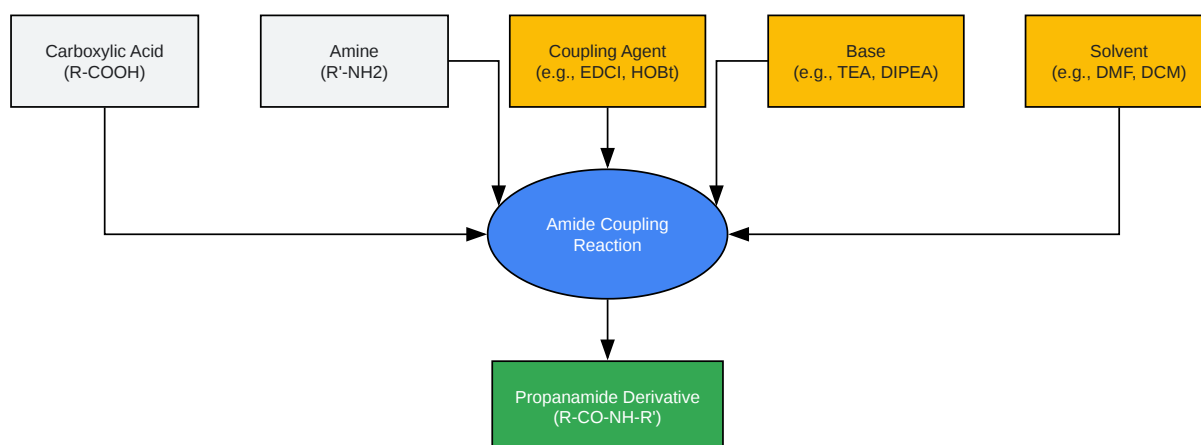 Carboxylic Acid
(R-COOH)
Amine
(R'-NH2)
Coupling Agent
(e.g., EDCI, HOBt)
Base
(e.g., TEA, DIPEA)
Solvent
(e.g., DMF, DCM)
Amide Coupling
Reaction
Propanamide Derivative
(R-CO-NH-R')